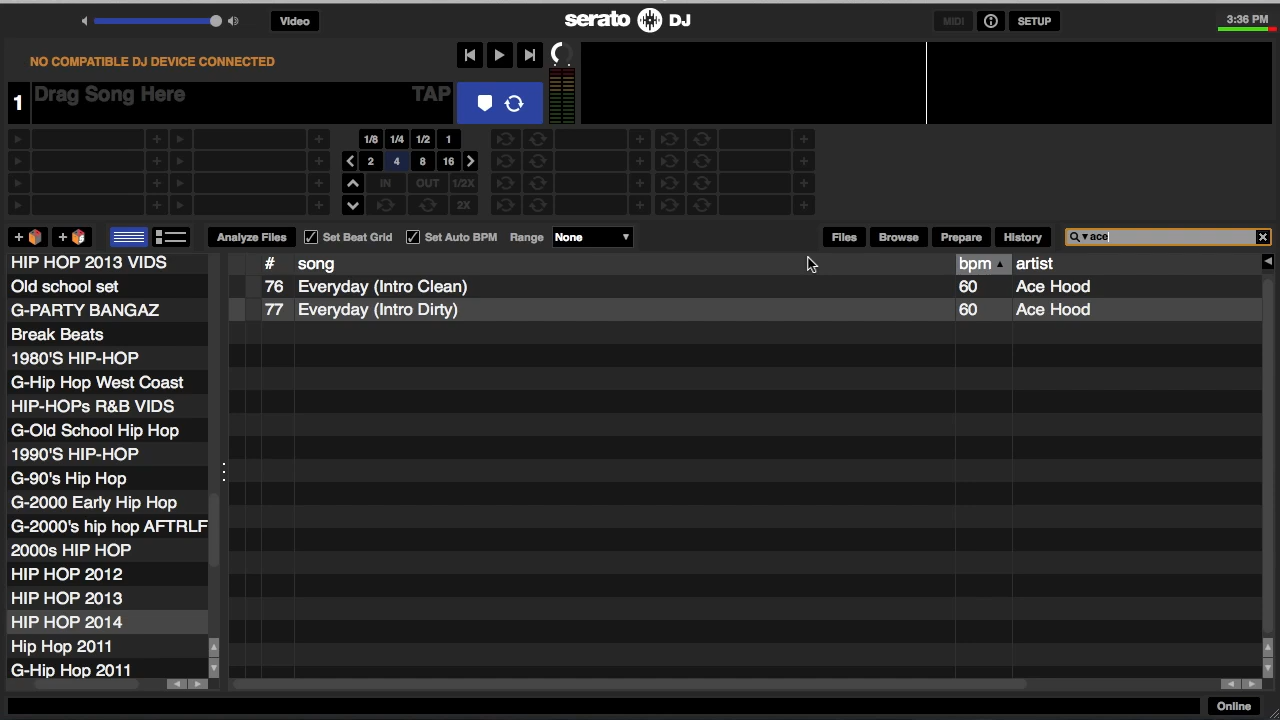 Video
serato DJ
MIDI
SETUP
3:36 PM
NO COMPATIBLE DJ DEVICE CONNECTED
1 Drag Song Here TAP
1/8 1/4 1/2 1
2 4 8 16
IN OUT 1/2X
2X
Analyze Files Set Beat Grid Set Auto BPM Range None Files Browse Prepare History ace
# song bpm artist
76 Everyday (Intro Clean) 60 Ace Hood
77 Everyday (Intro Dirty) 60 Ace Hood
HIP HOP 2013 VIDS
Old school set
G-PARTY BANGAZ
Break Beats
1980'S HIP-HOP
G-Hip Hop West Coast
HIP-HOPs R&B VIDS
G-Old School Hip Hop
1990'S HIP-HOP
G-90's Hip Hop
G-2000 Early Hip Hop
G-2000's hip hop AFTRLF
2000s HIP HOP
HIP HOP 2012
HIP HOP 2013
HIP HOP 2014
Hip Hop 2011
G-Hip Hop 2011
Online